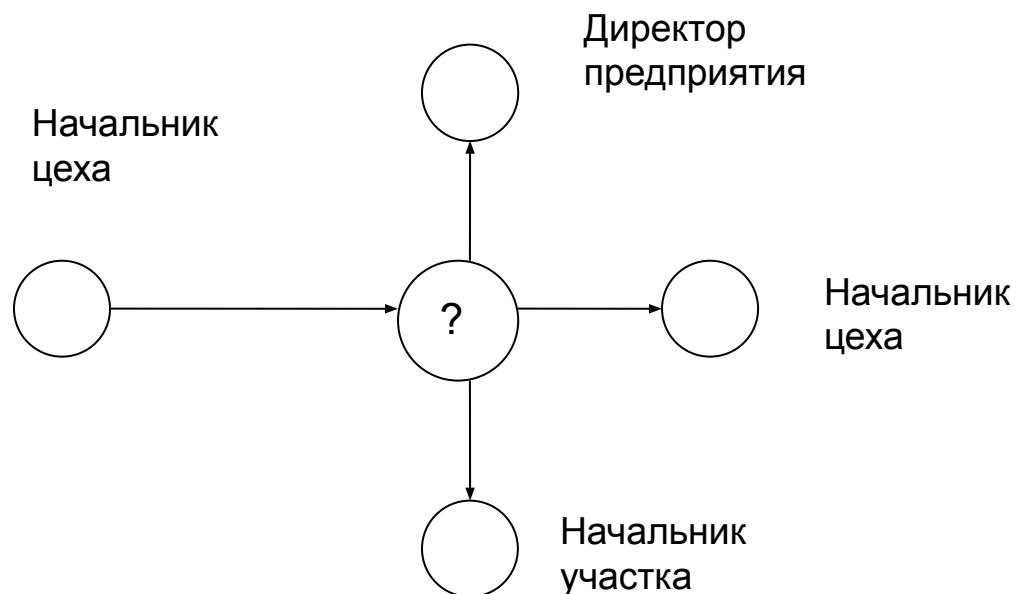 Директор
предприятия
Начальник
цеха
?
Начальник
цеха
Начальник
участка